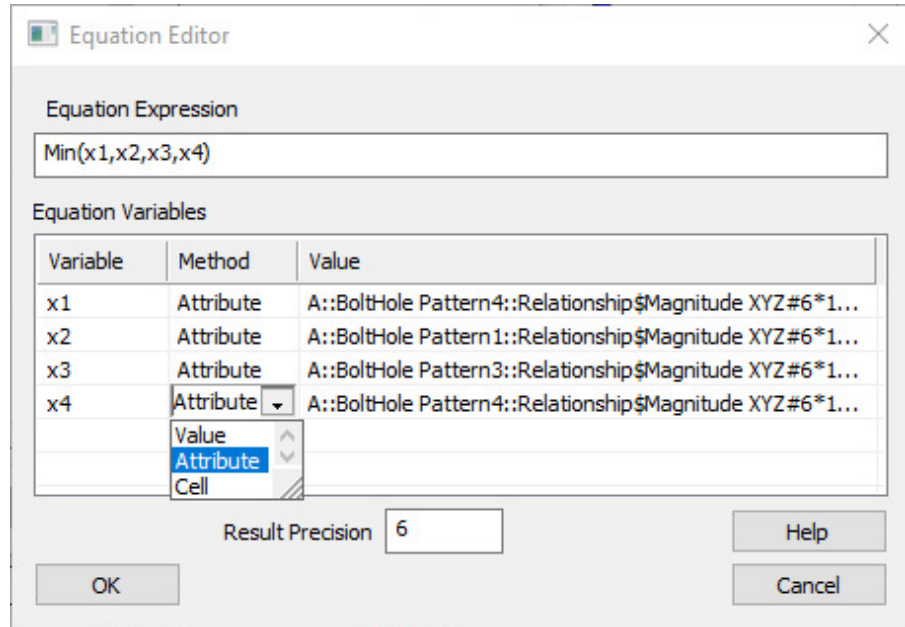 Equation Editor
Equation Expression
Min(x1,x2,x3,x4)
Equation Variables
Variable Method Value
x1 Attribute A::BoltHole Pattern4::Relationship$Magnitude XYZ#6*1...
x2 Attribute A::BoltHole Pattern1::Relationship$Magnitude XYZ#6*1...
x3 Attribute A::BoltHole Pattern3::Relationship$Magnitude XYZ#6*1...
x4 Attribute A::BoltHole Pattern4::Relationship$Magnitude XYZ#6*1...
Value
Attribute
Cell
Result Precision 6 Help
OK Cancel